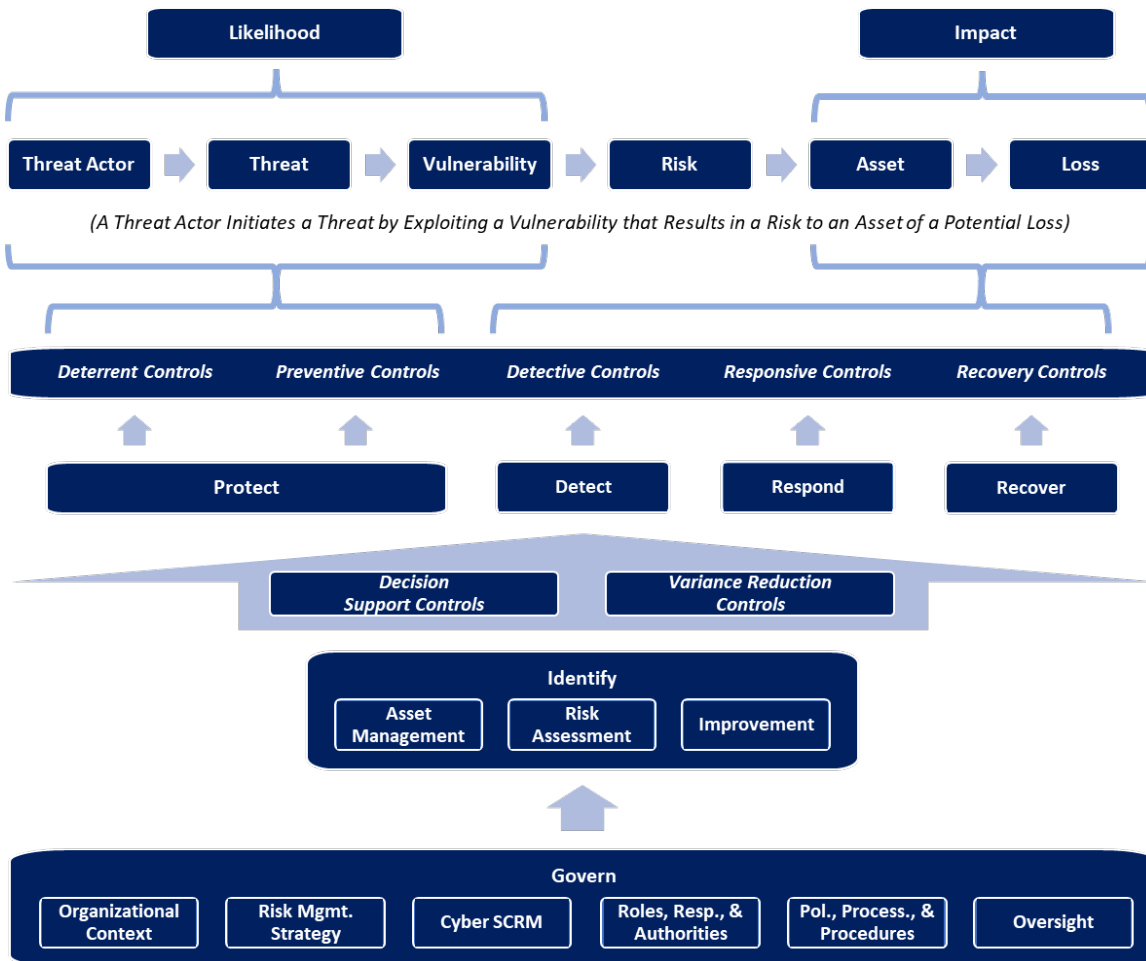 Likelihood
Impact
Threat Actor
Threat
Vulnerability
Risk
Asset
Loss
(A Threat Actor Initiates a Threat by Exploiting a Vulnerability that Results in a Risk to an Asset of a Potential Loss)
Deterrent Controls
Preventive Controls
Detective Controls
Responsive Controls
Recovery Controls
Protect
Detect
Respond
Recover
Decision
Support Controls
Variance Reduction
Controls
Identify
Asset
Management
Risk
Assessment
Improvement
Govern
Organizational
Context
Risk Mgmt.
Strategy
Cyber SCRM
Roles, Resp., &
Authorities
Pol., Process., &
Procedures
Oversight